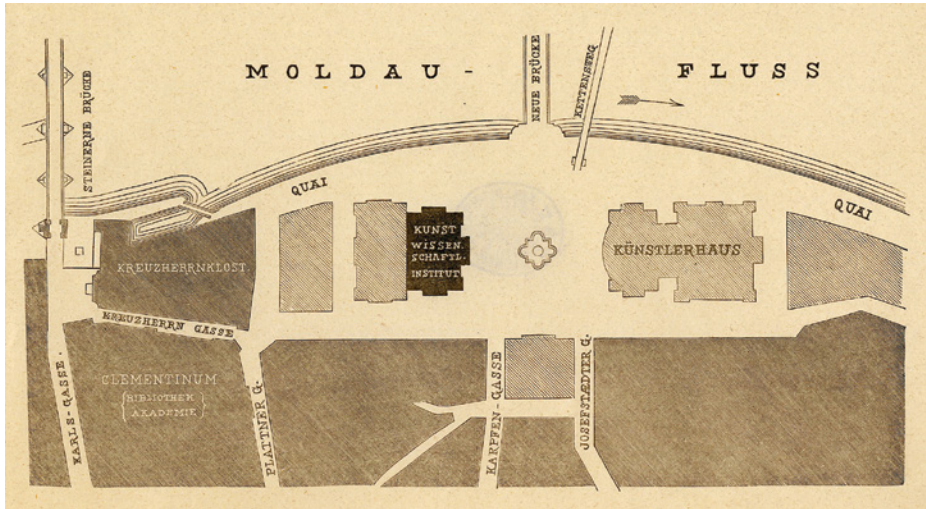 MOLDAU - FLUSS
STEINERNE BRÜCKE
NEUE BRÜCKE
KETTENSTEG
QUAI
QUAI
KREUZHERRNKLOST.
KUNST
WISSEN.
SCHAFTL.
INSTITUT
KÜNSTLERHAUS
KREUZHERRN GASSE
CLEMENTINUM
BIBLIOTHEK
AKADEMIE
KARLS-GASSE.
PLATTNER G.
KARPFEN-GASSE
JOSEFSTÆDTER G.